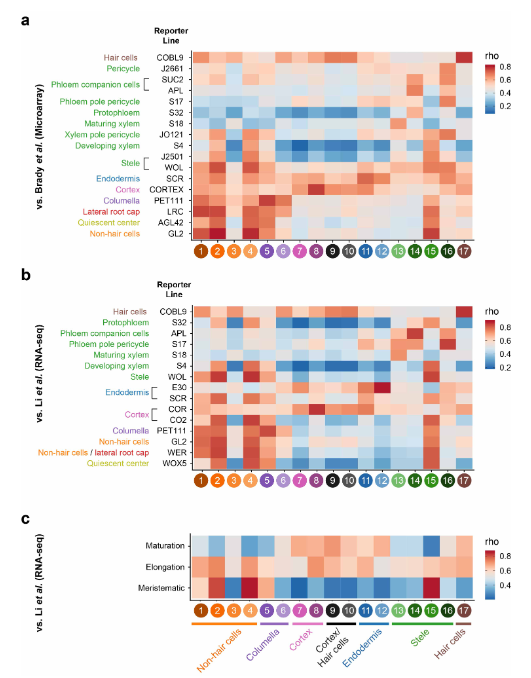 a
Reporter
Line
vs. Brady et al. (Microarray)
Hair cells COBL9
Pericycle J2661
Phloem companion cells SUC2
APL
Phloem pole pericycle S17
Protophloem S32
Maturing xylem S18
Xylem pole pericycle JO121
Developing xylem S4
Stele J2501
WOL
Endodermis SCR
Cortex CORTEX
Columella PET111
Lateral root cap LRC
Quiescent center AGL42
Non-hair cells GL2
1 2 3 4 5 6 7 8 9 10 11 12 13 14 15 16 17
rho
0.8
0.6
0.4
0.2
b
Reporter
Line
vs. Li et al. (RNA-seq)
Hair cells COBL9
Protophloem S32
Phloem companion cells APL
Phloem pole pericycle S17
Maturing xylem S18
Developing xylem S4
Stele WOL
Endodermis E30
SCR
Cortex COR
CO2
Columella PET111
Non-hair cells GL2
Non-hair cells / lateral root cap WER
Quiescent center WOX5
1 2 3 4 5 6 7 8 9 10 11 12 13 14 15 16 17
rho
0.8
0.6
0.4
0.2
c
vs. Li et al. (RNA-seq)
Maturation
Elongation
Meristematic
1 2 3 4 5 6 7 8 9 10 11 12 13 14 15 16 17
Non-hair cells
Columella
Cortex
Cortex/
Hair cells
Endodermis
Stele
Hair cells
rho
0.8
0.6
0.4